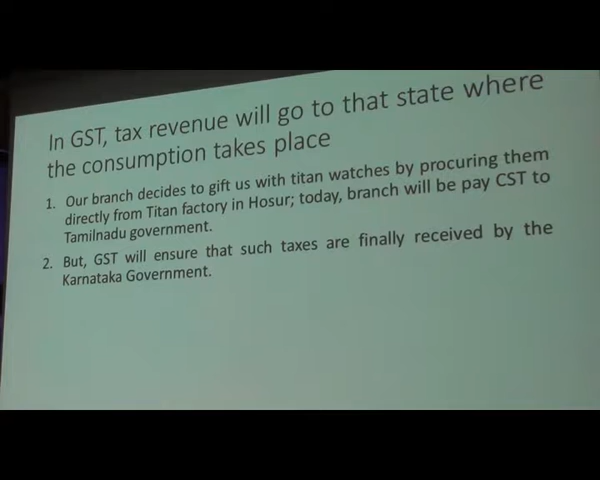 In GST, tax revenue will go to that state where
the consumption takes place
1. Our branch decides to gift us with titan watches by procuring them
directly from Titan factory in Hosur; today, branch will be pay CST to
Tamilnadu government.
2. But, GST will ensure that such taxes are finally received by the
Karnataka Government.